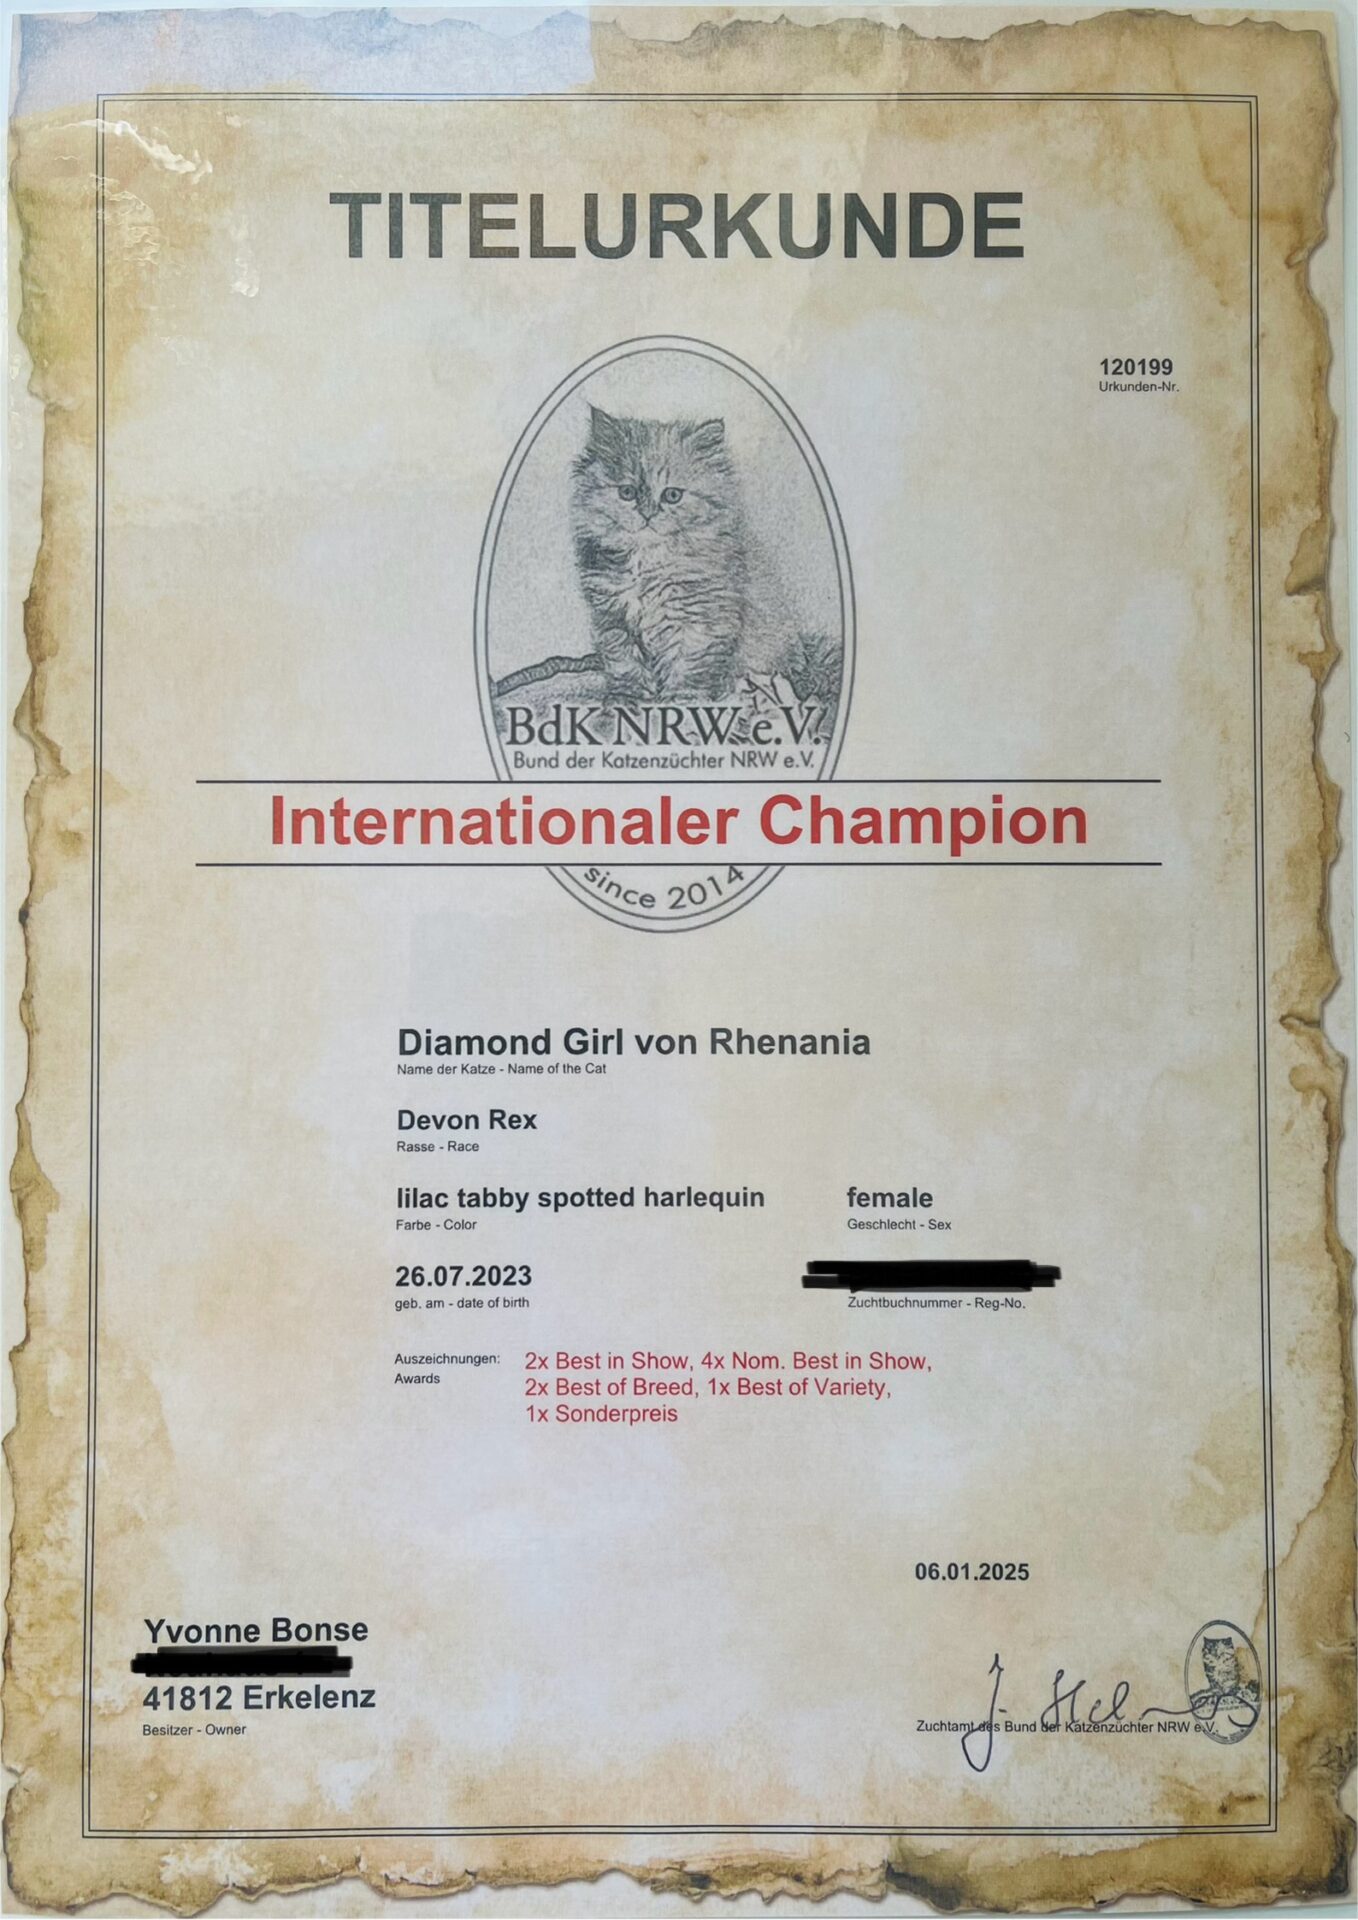 TITELURKUNDE
120199
Urkunden-Nr.
BdK NRW e.V.
Bund der Katzenzüchter NRW e.V.
Internationaler Champion
since 2014
Diamond Girl von Rhenania
Name der Katze - Name of the Cat
Devon Rex
Rasse - Race
lilac tabby spotted harlequin female
Farbe - Color Geschlecht - Sex
26.07.2023
geb. am - date of birth Zuchtbuchnummer - Reg-No.
Auszeichnungen: 2x Best in Show, 4x Nom. Best in Show,
Awards 2x Best of Breed, 1x Best of Variety,
1x Sonderpreis
06.01.2025
Yvonne Bonse
41812 Erkelenz
Besitzer - Owner
Zuchtamt des Bund der Katzenzüchter NRW e.V.